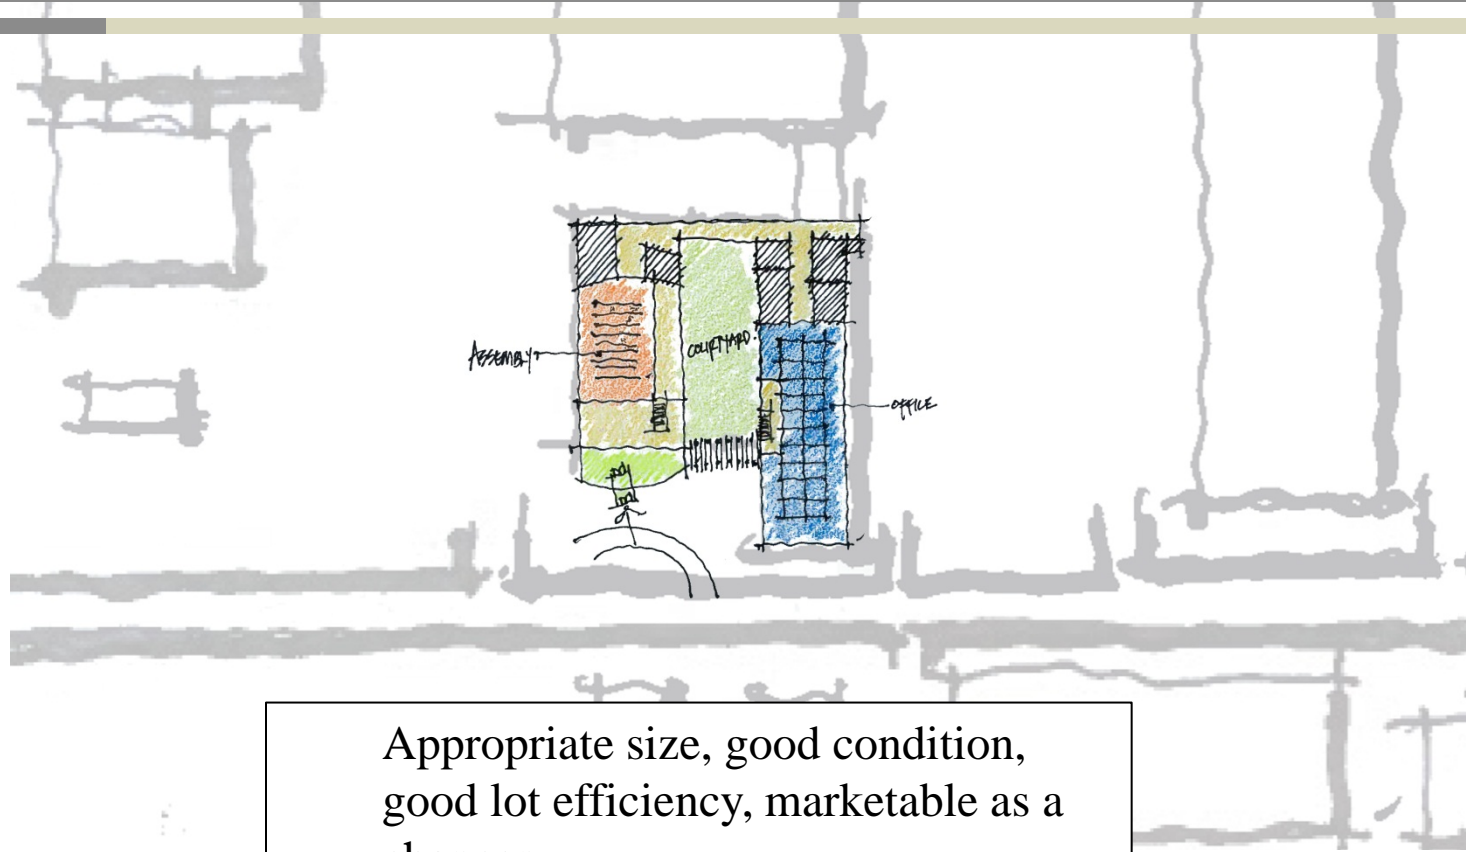 ASSEMBLY
COURTYARD
OFFICE
Appropriate size, good condition,
good lot efficiency, marketable as a